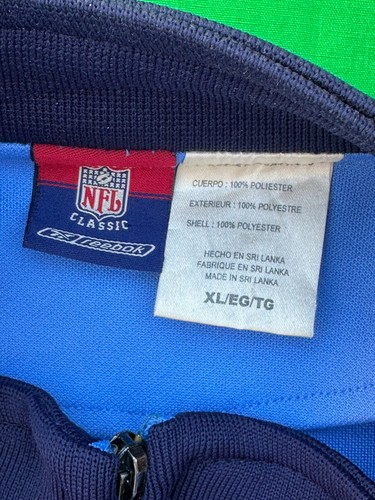 NFL
CLASSIC
Reebok
CUERPO : 100% POLIESTER
EXTERIEUR : 100% POLYESTRE
SHELL : 100% POLYESTER
HECHO EN SRI LANKA
FABRIQUE EN SRI LANKA
MADE IN SRI LANKA
XL/EG/TG